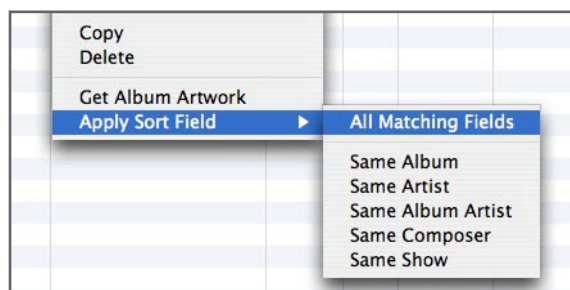 Copy
Delete
Get Album Artwork
Apply Sort Field
All Matching Fields
Same Album
Same Artist
Same Album Artist
Same Composer
Same Show